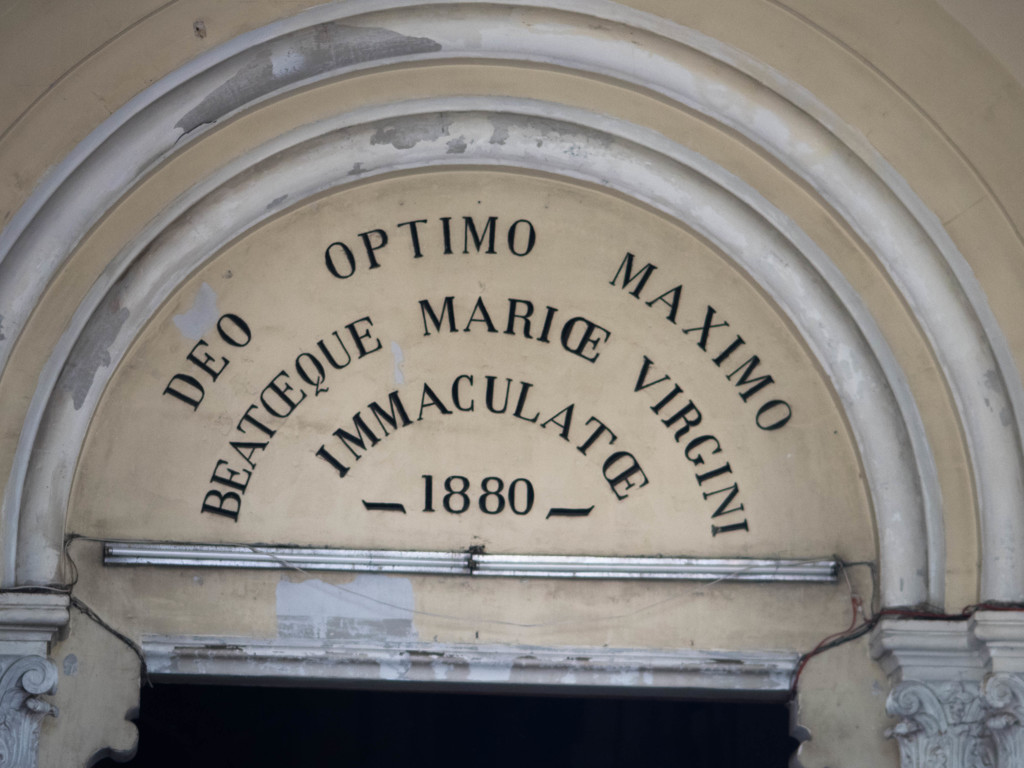 DEO OPTIMO MAXIMO
BEATŒQUE MARIŒ VIRGINI
IMMACULATŒ
— 1880 —